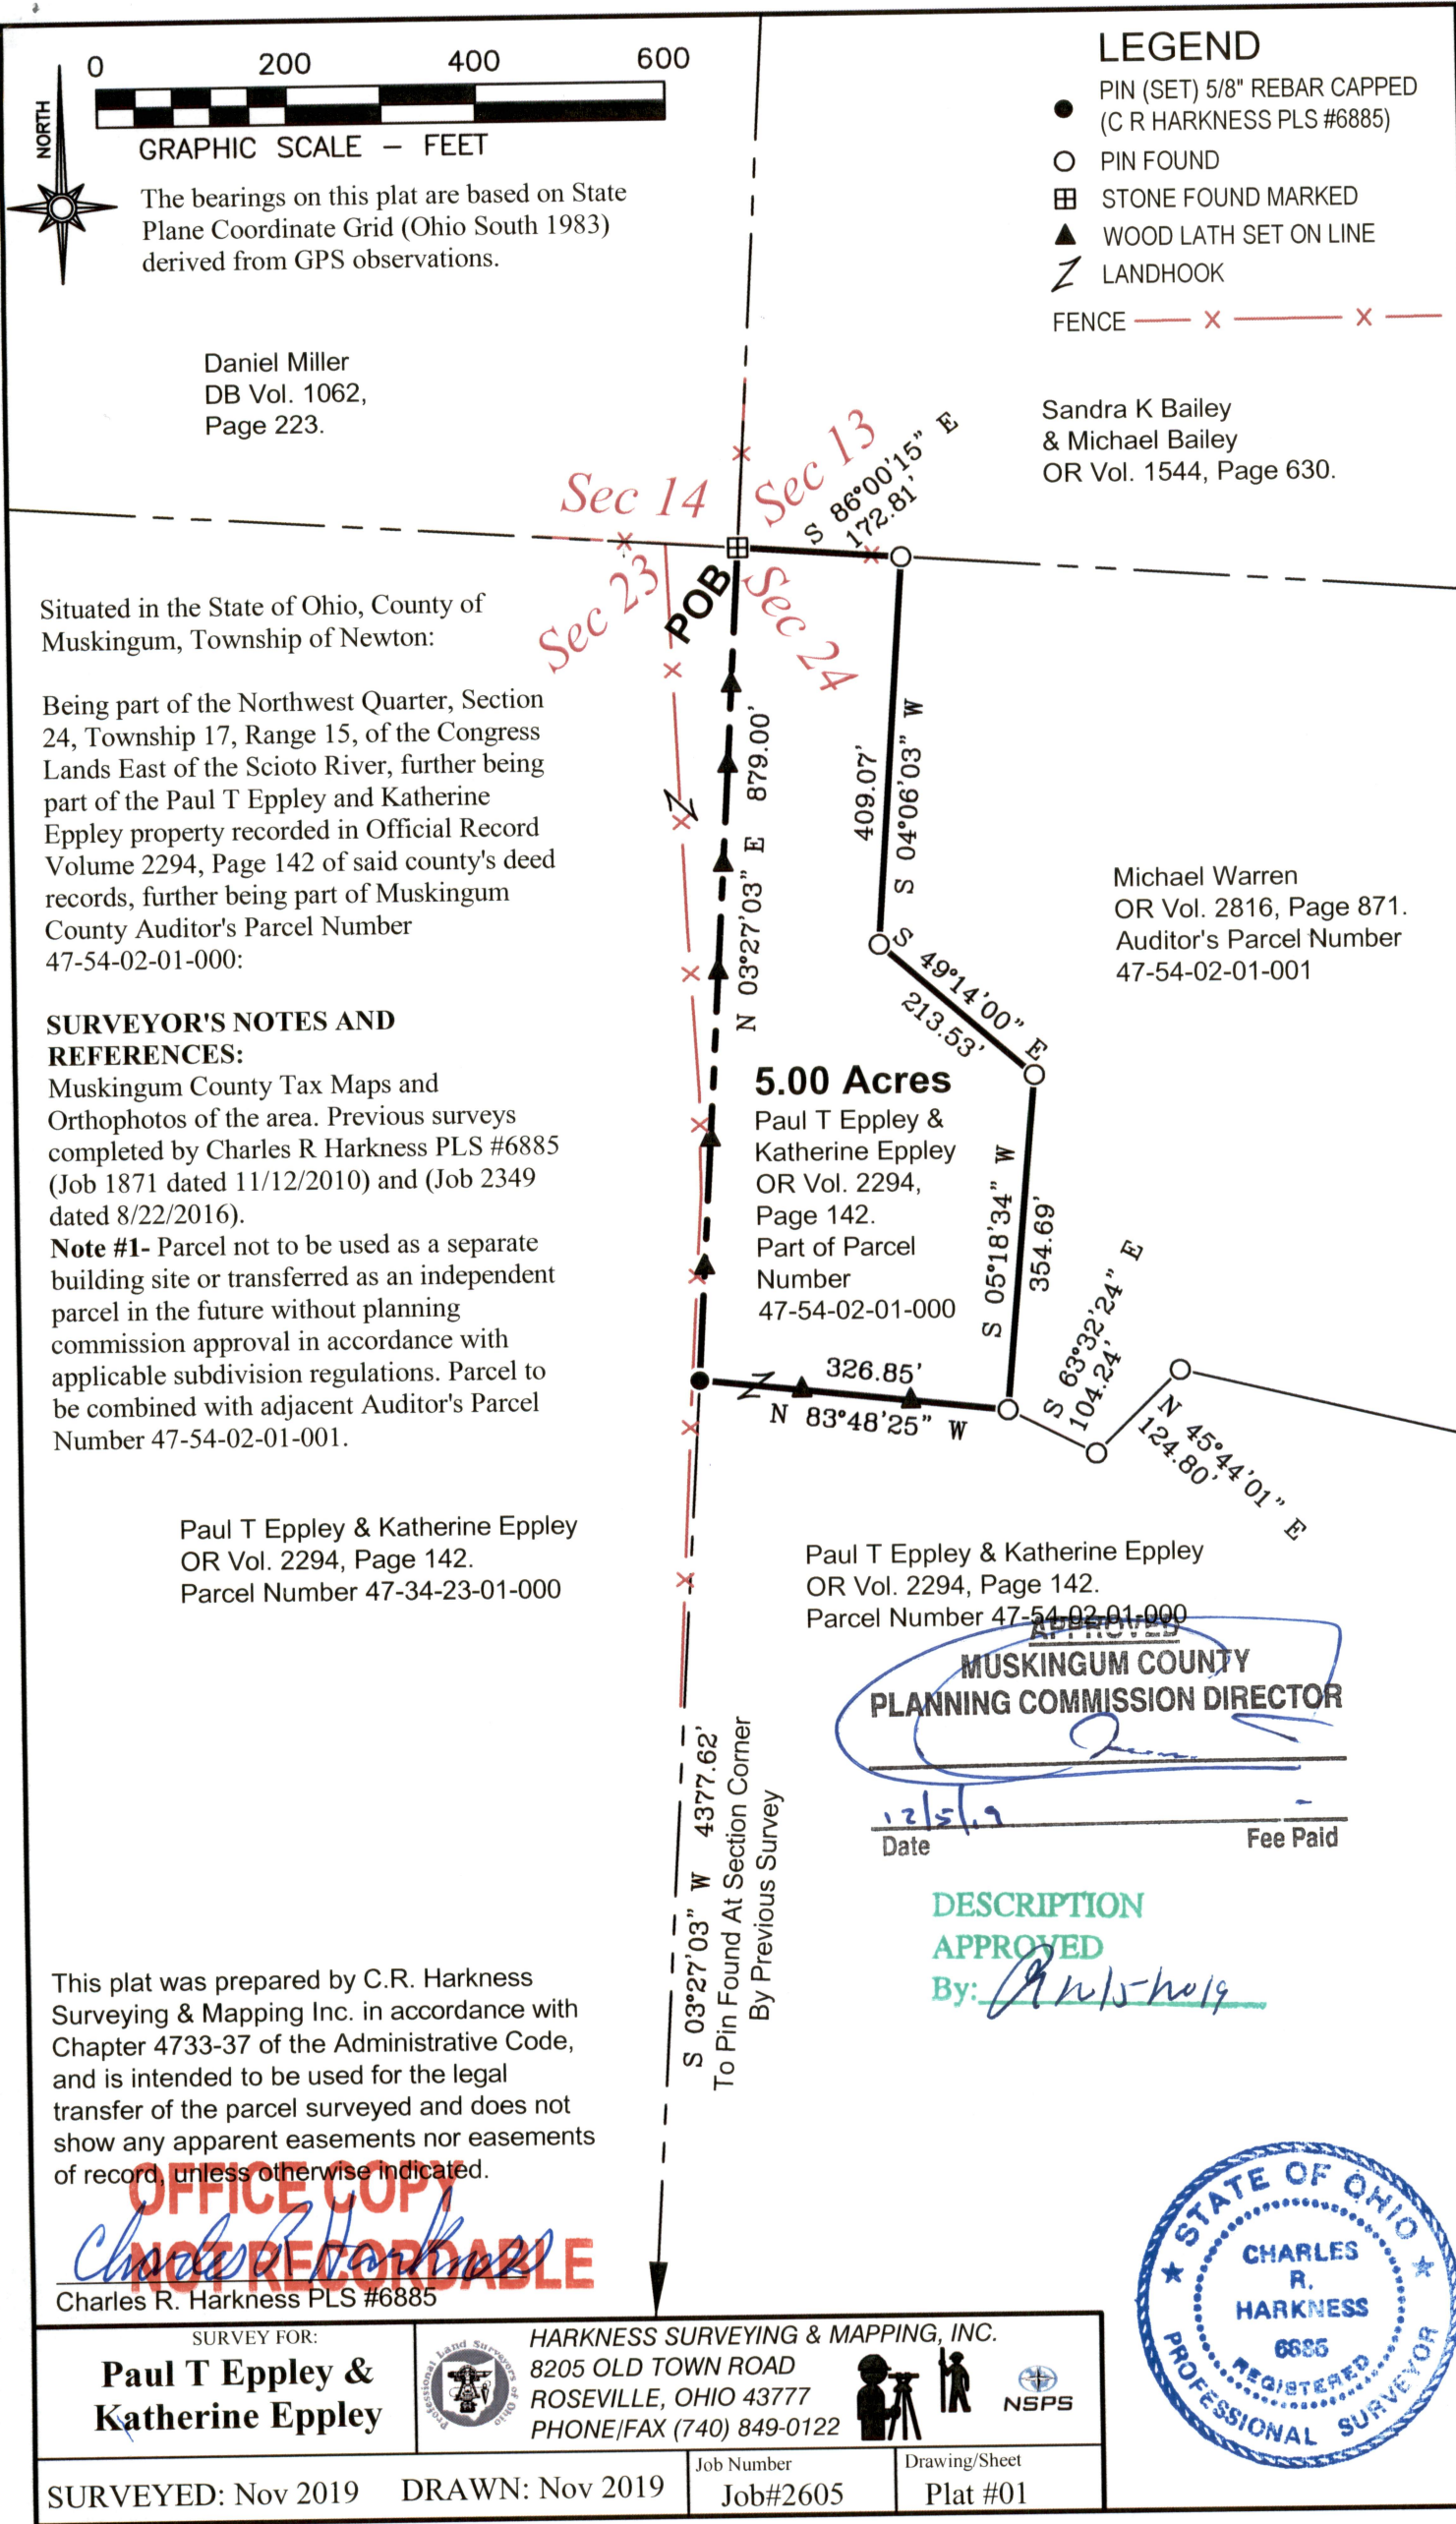 0 200 400 600
GRAPHIC SCALE – FEET
NORTH
The bearings on this plat are based on State
Plane Coordinate Grid (Ohio South 1983)
derived from GPS observations.
LEGEND
PIN (SET) 5/8" REBAR CAPPED
(C R HARKNESS PLS #6885)
PIN FOUND
STONE FOUND MARKED
WOOD LATH SET ON LINE
LANDHOOK
FENCE
Daniel Miller
DB Vol. 1062,
Page 223.
Sandra K Bailey
& Michael Bailey
OR Vol. 1544, Page 630.
Sec 14
Sec 13
Sec 23
Sec 24
POB
S 86°00'15" E
172.81'
Situated in the State of Ohio, County of
Muskingum, Township of Newton:
Being part of the Northwest Quarter, Section
24, Township 17, Range 15, of the Congress
Lands East of the Scioto River, further being
part of the Paul T Eppley and Katherine
Eppley property recorded in Official Record
Volume 2294, Page 142 of said county's deed
records, further being part of Muskingum
County Auditor's Parcel Number
47-54-02-01-000:
SURVEYOR'S NOTES AND
REFERENCES:
Muskingum County Tax Maps and
Orthophotos of the area. Previous surveys
completed by Charles R Harkness PLS #6885
(Job 1871 dated 11/12/2010) and (Job 2349
dated 8/22/2016).
Note #1- Parcel not to be used as a separate
building site or transferred as an independent
parcel in the future without planning
commission approval in accordance with
applicable subdivision regulations. Parcel to
be combined with adjacent Auditor's Parcel
Number 47-54-02-01-001.
N 03°27'03" E 879.00'
409.07'
S 04°06'03" W
S 49°14'00" E
213.53'
Michael Warren
OR Vol. 2816, Page 871.
Auditor's Parcel Number
47-54-02-01-001
5.00 Acres
Paul T Eppley &
Katherine Eppley
OR Vol. 2294,
Page 142.
Part of Parcel
Number
47-54-02-01-000
S 05°18'34" W
354.69'
326.85'
N 83°48'25" W
S 63°32'24" E
104.24'
N 45°44'01" E
124.80'
Paul T Eppley & Katherine Eppley
OR Vol. 2294, Page 142.
Parcel Number 47-34-23-01-000
Paul T Eppley & Katherine Eppley
OR Vol. 2294, Page 142.
Parcel Number 47-54-02-01-000
APPROVED
MUSKINGUM COUNTY
PLANNING COMMISSION DIRECTOR
12/5/19
Date Fee Paid
DESCRIPTION
APPROVED
By:
S 03°27'03" W 4377.62'
To Pin Found At Section Corner
By Previous Survey
This plat was prepared by C.R. Harkness
Surveying & Mapping Inc. in accordance with
Chapter 4733-37 of the Administrative Code,
and is intended to be used for the legal
transfer of the parcel surveyed and does not
show any apparent easements nor easements
of record, unless otherwise indicated.
OFFICE COPY
NOT RECORDABLE
Charles R Harkness
Charles R. Harkness PLS #6885
STATE OF OHIO
CHARLES
R.
HARKNESS
6885
REGISTERED
PROFESSIONAL SURVEYOR
SURVEY FOR:
Paul T Eppley &
Katherine Eppley
Professional Land Surveyors of Ohio
HARKNESS SURVEYING & MAPPING, INC.
8205 OLD TOWN ROAD
ROSEVILLE, OHIO 43777
PHONE/FAX (740) 849-0122
NSPS
SURVEYED: Nov 2019 DRAWN: Nov 2019
Job Number
Job#2605
Drawing/Sheet
Plat #01